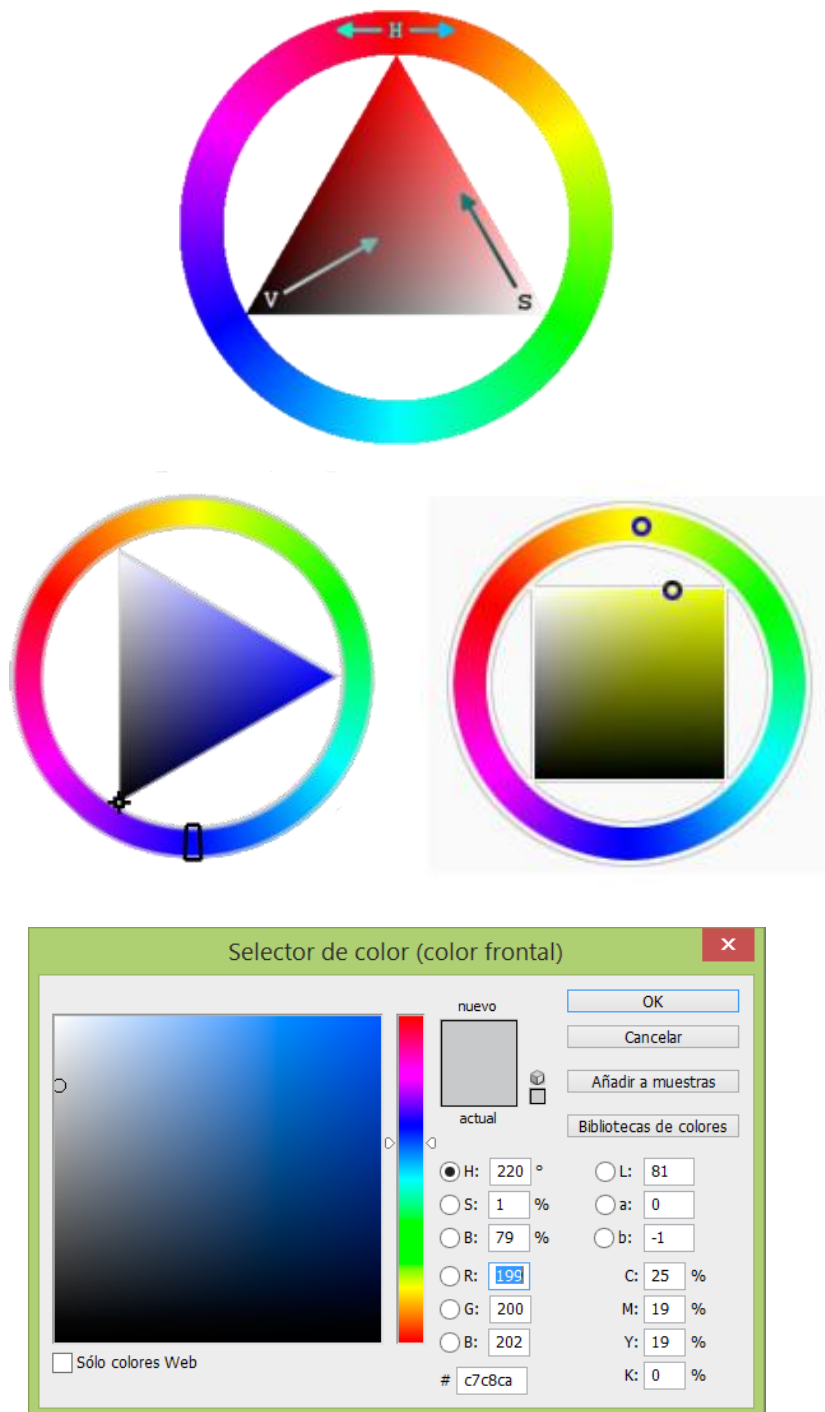 H
V
S
Selector de color (color frontal)
nuevo
actual
OK
Cancelar
Añadir a muestras
Bibliotecas de colores
H: 220 °
S: 1 %
B: 79 %
R: 199
G: 200
B: 202
# c7c8ca
L: 81
a: 0
b: -1
C: 25 %
M: 19 %
Y: 19 %
K: 0 %
Sólo colores Web